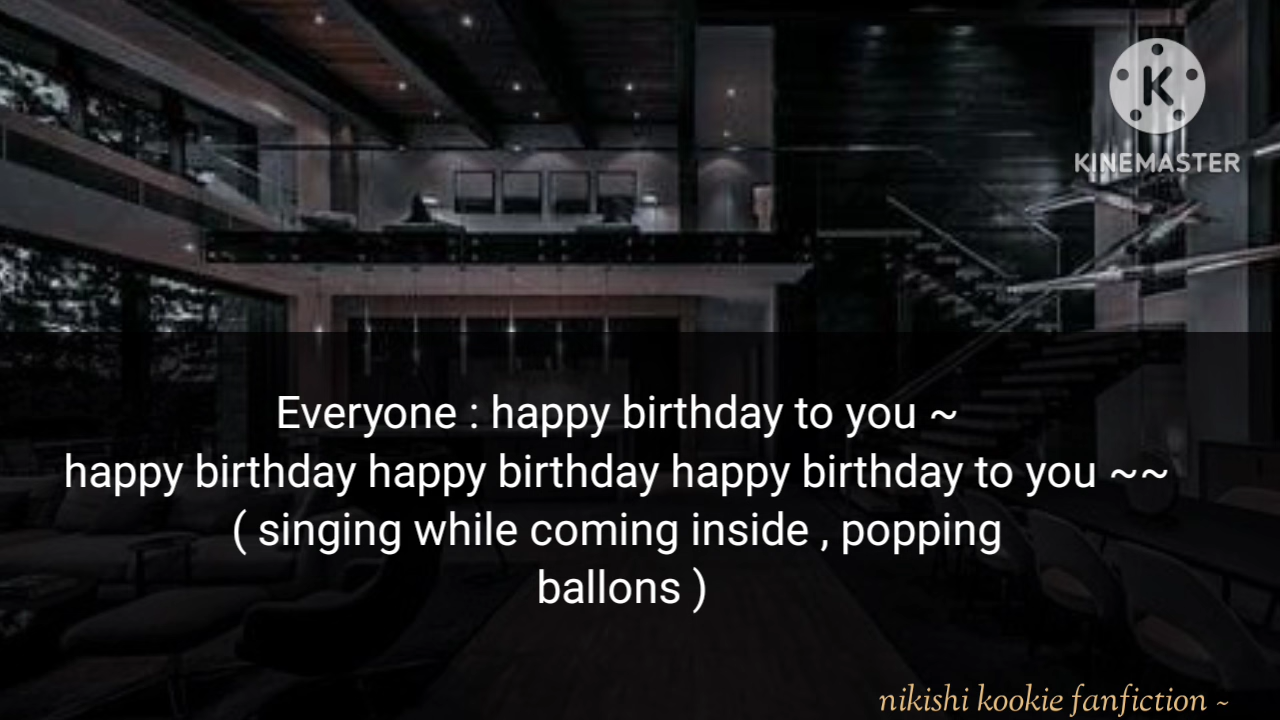 K
KINEMASTER
Everyone : happy birthday to you ~
happy birthday happy birthday happy birthday to you ~~
( singing while coming inside , popping
ballons )
nikishi kookie fanfiction ~